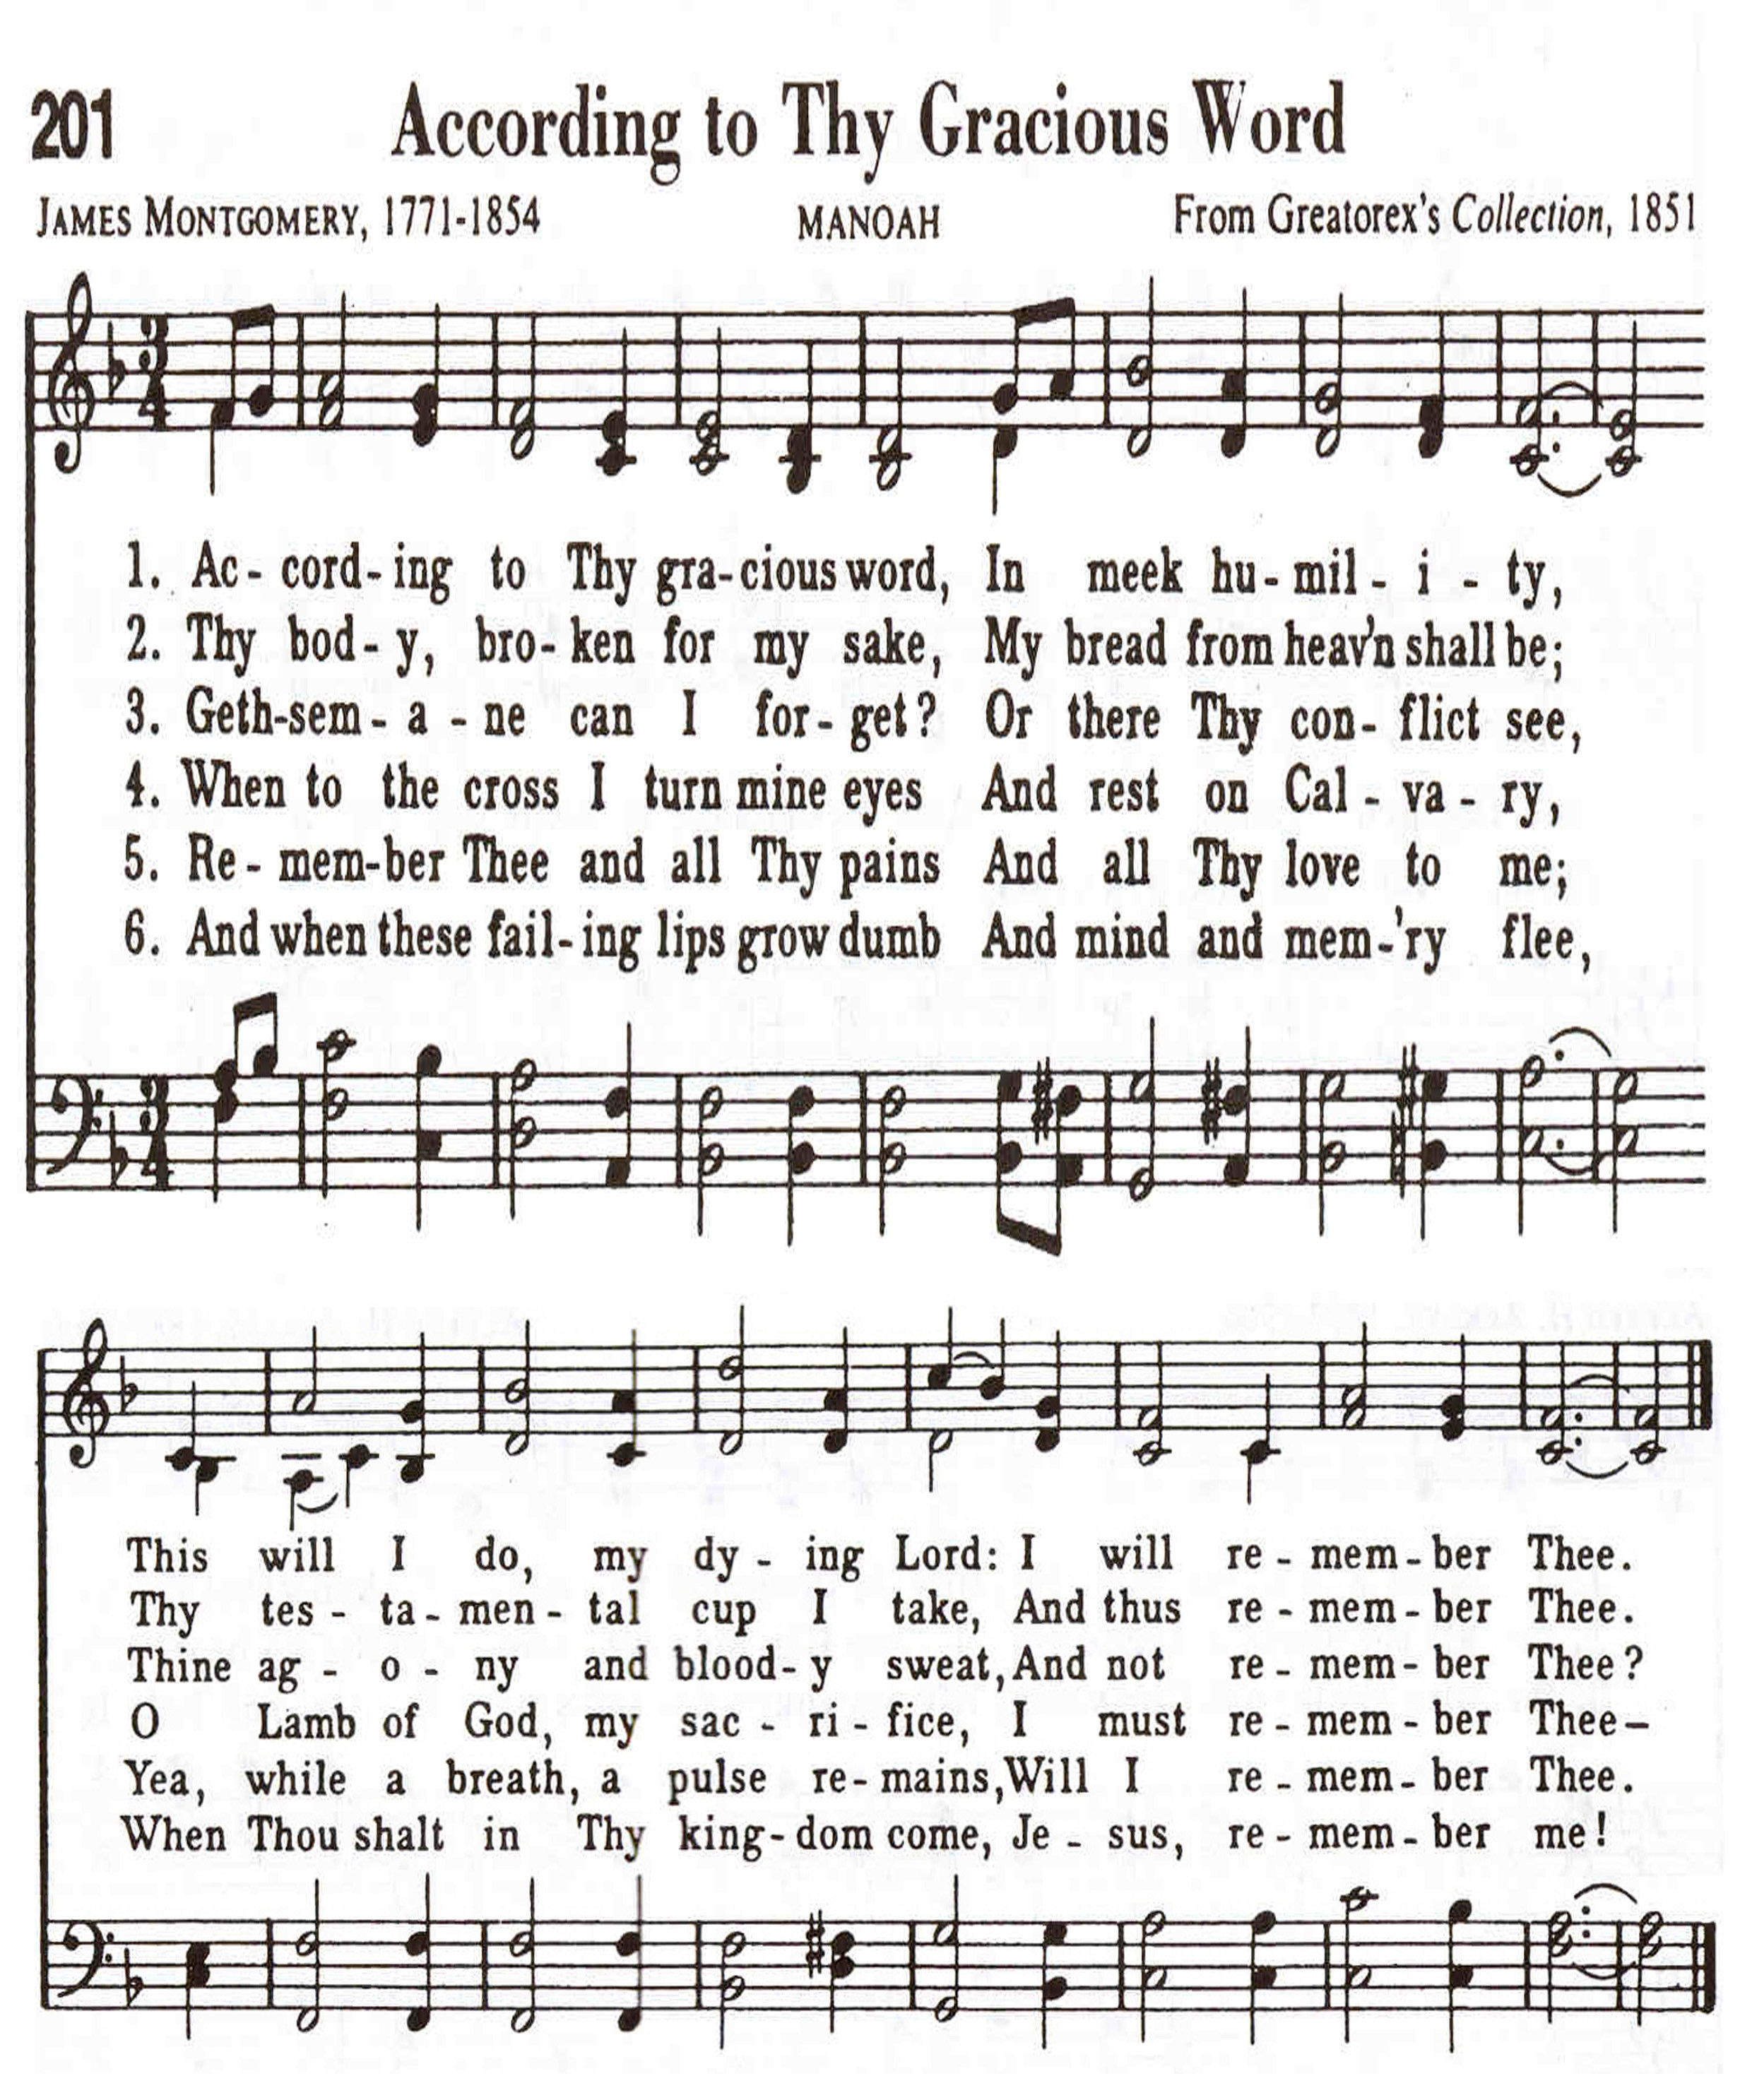 201 According to Thy Gracious Word
JAMES MONTGOMERY, 1771-1854 MANOAH From Greatorex's Collection, 1851
3 4
1. Ac - cord - ing to Thy gra - cious word, In meek hu - mil - i - ty,
2. Thy bod - y, bro - ken for my sake, My bread from heav'n shall be;
3. Geth-sem - a - ne can I for - get? Or there Thy con - flict see,
4. When to the cross I turn mine eyes And rest on Cal - va - ry,
5. Re - mem-ber Thee and all Thy pains And all Thy love to me;
6. And when these fail - ing lips grow dumb And mind and mem-'ry flee,
3 4
This will I do, my dy - ing Lord: I will re - mem - ber Thee.
Thy tes - ta - men - tal cup I take, And thus re - mem - ber Thee.
Thine ag - o - ny and blood - y sweat, And not re - mem - ber Thee?
O Lamb of God, my sac - ri - fice, I must re - mem - ber Thee–
Yea, while a breath, a pulse re - mains, Will I re - mem - ber Thee.
When Thou shalt in Thy king - dom come, Je - sus, re - mem - ber me!